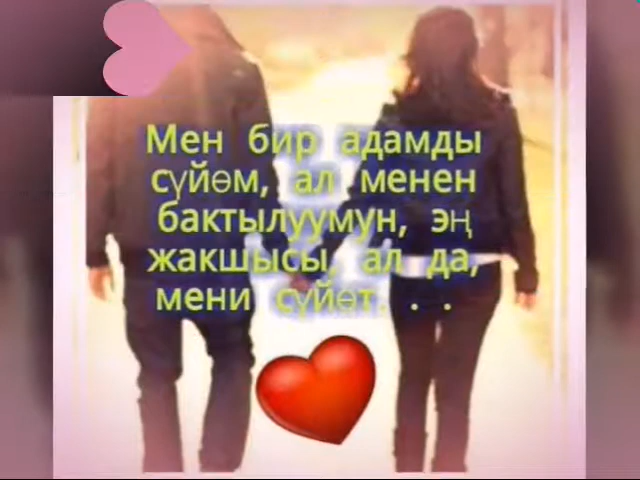 Мен бир адамды
сүйөм, ал менен
бактылуумун, эң
жакшысы, ал да,
мени сүйөт. . .